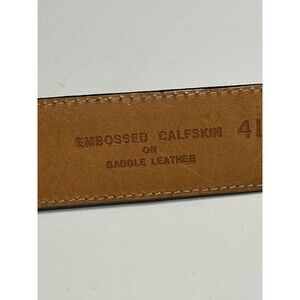 EMBOSSED CALFSKIN
ON
SADDLE LEATHER